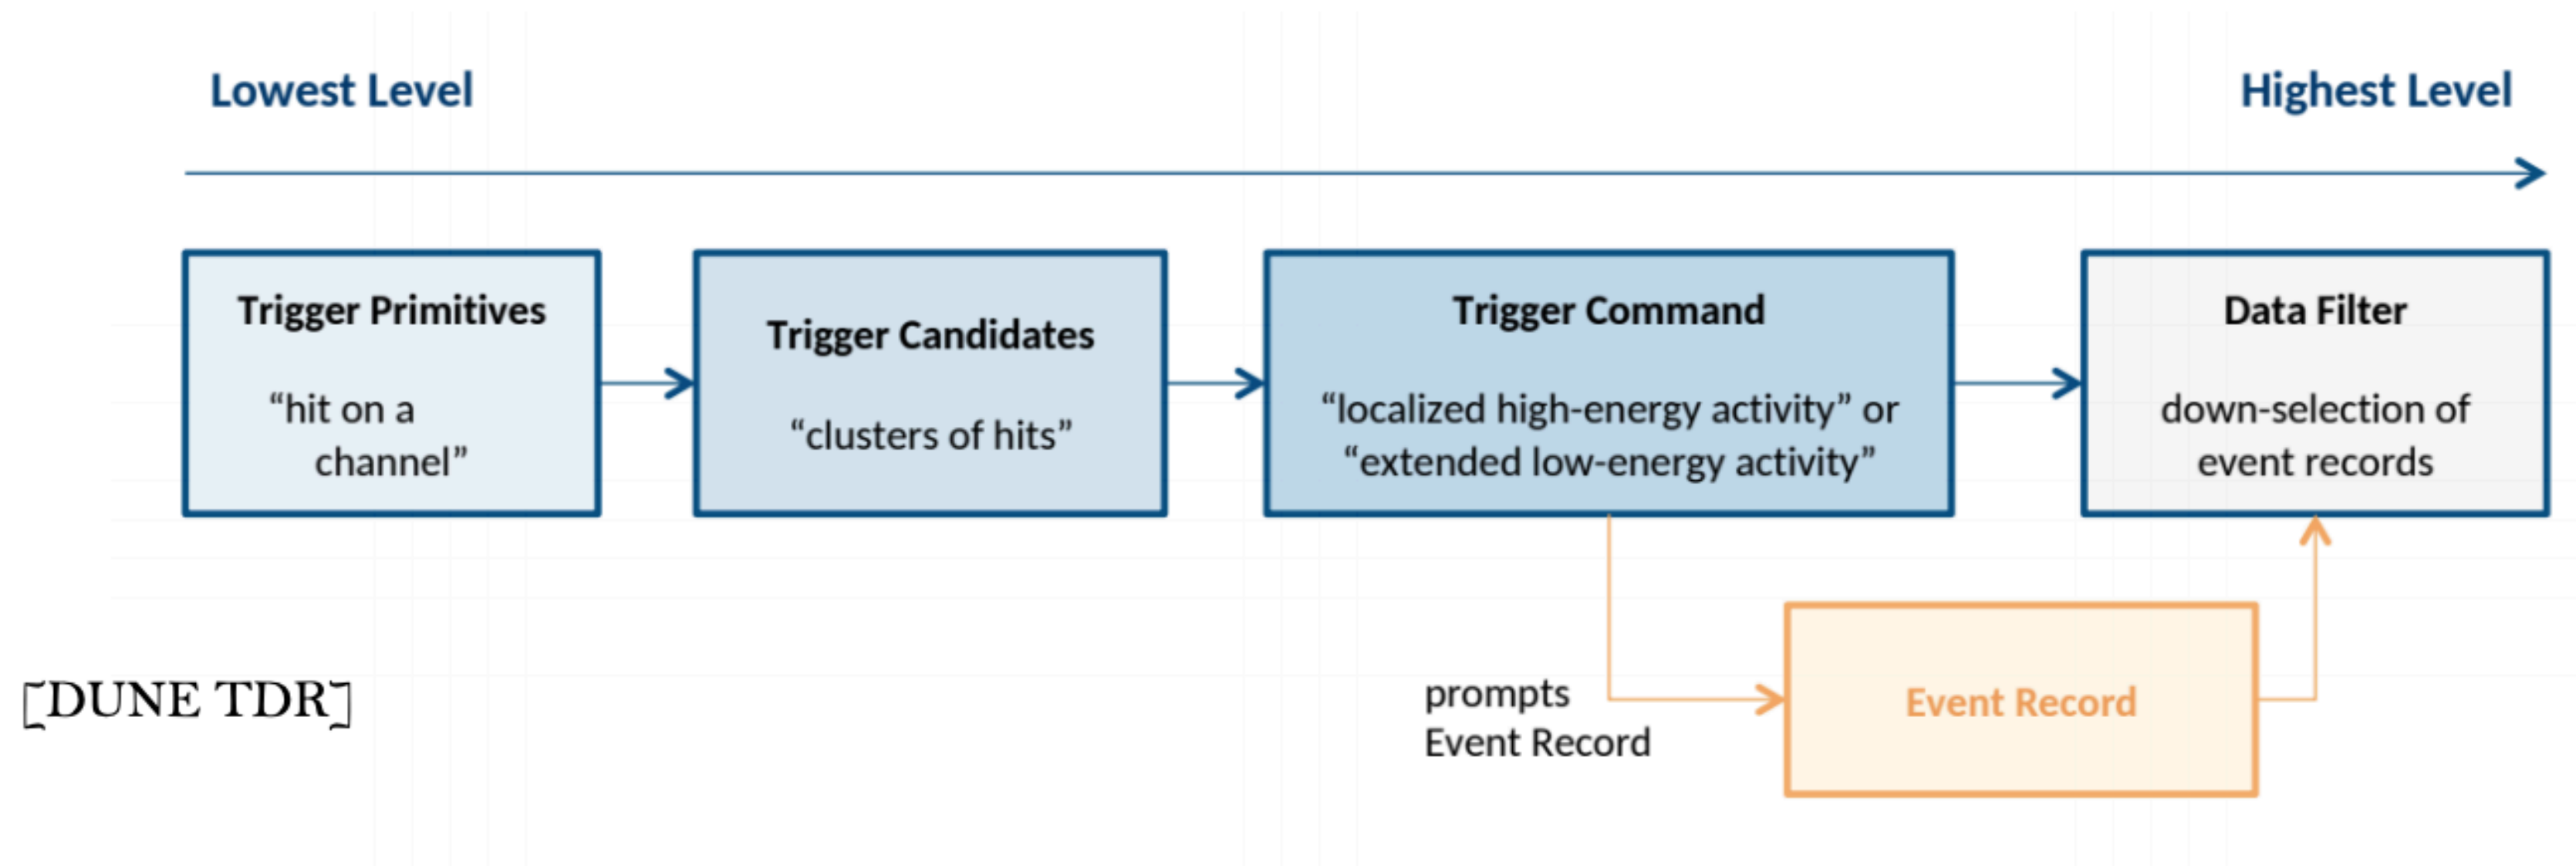 Lowest Level
Highest Level
Trigger Primitives
“hit on a
channel”
Trigger Candidates
“clusters of hits”
Trigger Command
“localized high-energy activity” or
“extended low-energy activity”
Data Filter
down-selection of
event records
prompts
Event Record
Event Record
[DUNE TDR]